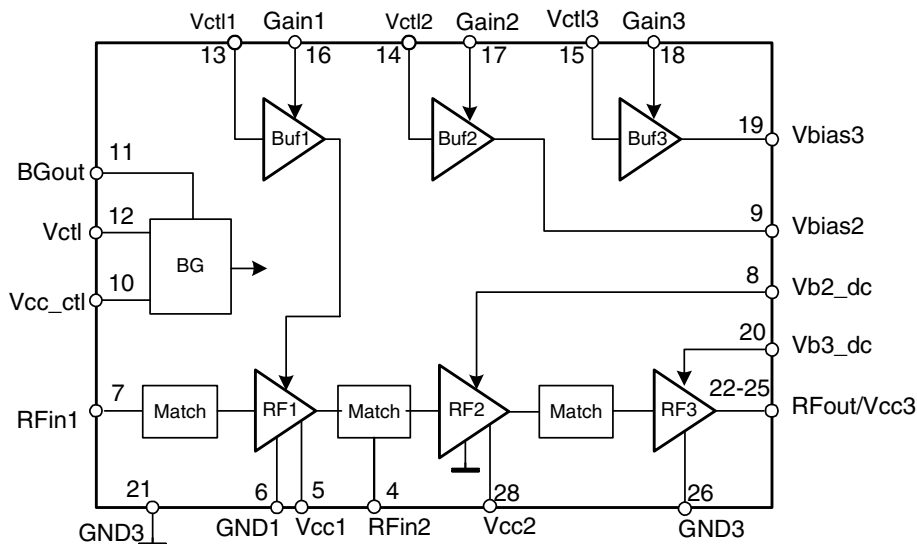 Vctl1 Gain1 Vctl2 Gain2 Vctl3 Gain3
13 16 14 17 15 18
Buf1 Buf2 Buf3 19 Vbias3
11
BGout
12 9 Vbias2
Vctl
BG 8 Vb2_dc
10
Vcc_ctl
20 Vb3_dc
7 22-25
RFin1 Match RF1 Match RF2 Match RF3 RFout/Vcc3
21 6 5 4 28 26
GND3 GND1 Vcc1 RFin2 Vcc2 GND3